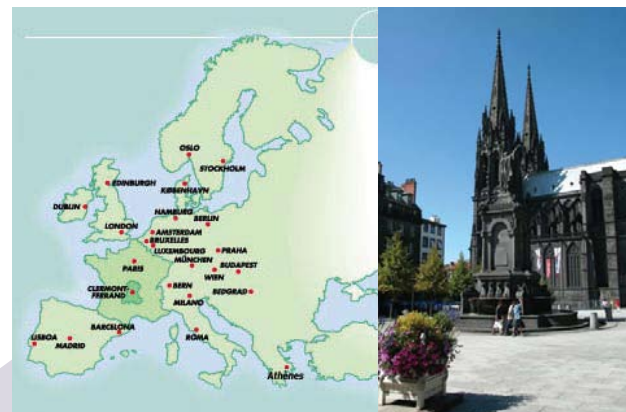 OSLO
STOCKHOLM
EDINBURGH
KØBENHAVN
DUBLIN
HAMBURG
BERLIN
LONDON
AMSTERDAM
BRUXELLES
LUXEMBOURG
PRAHA
PARIS
MÜNCHEN
BUDAPEST
WIEN
CLERMONT-
FERRAND
BERN
BEOGRAD
MILANO
BARCELONA
ROMA
LISBOA
MADRID
Athènes